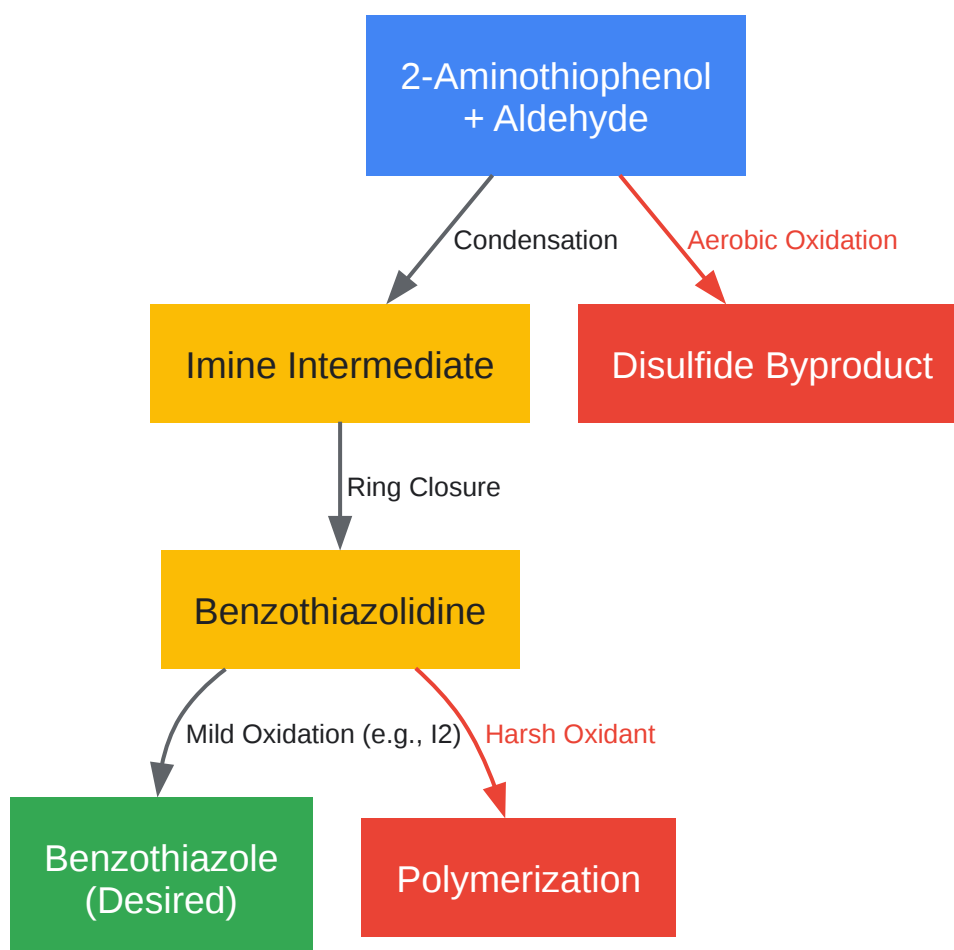 2-Aminothiophenol
+ Aldehyde
Condensation
Aerobic Oxidation
Imine Intermediate
Disulfide Byproduct
Ring Closure
Benzothiazolidine
Mild Oxidation (e.g., I2)
Harsh Oxidant
Benzothiazole
(Desired)
Polymerization